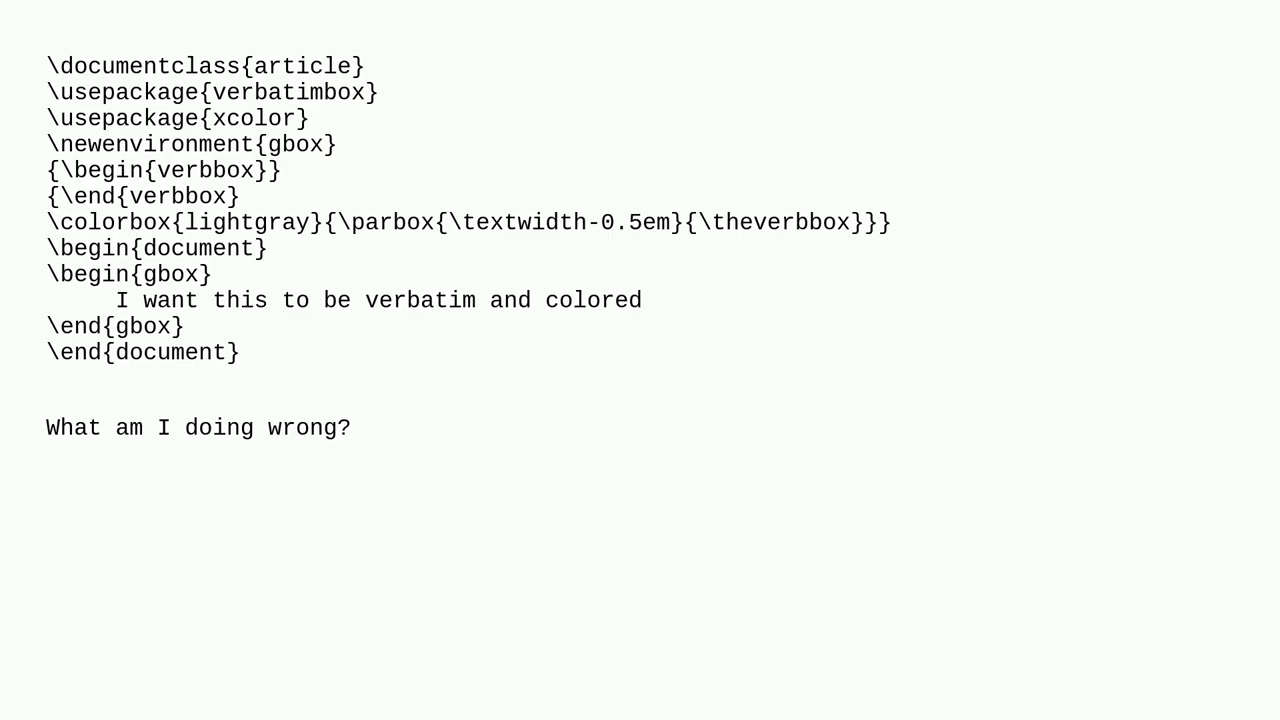 \documentclass{article}
\usepackage{verbatimbox}
\usepackage{xcolor}
\newenvironment{gbox}
{\begin{verbbox}}
{\end{verbbox}
\colorbox{lightgray}{\parbox{\textwidth-0.5em}{\theverbbox}}}
\begin{document}
\begin{gbox}
     I want this to be verbatim and colored
\end{gbox}
\end{document}
What am I doing wrong?